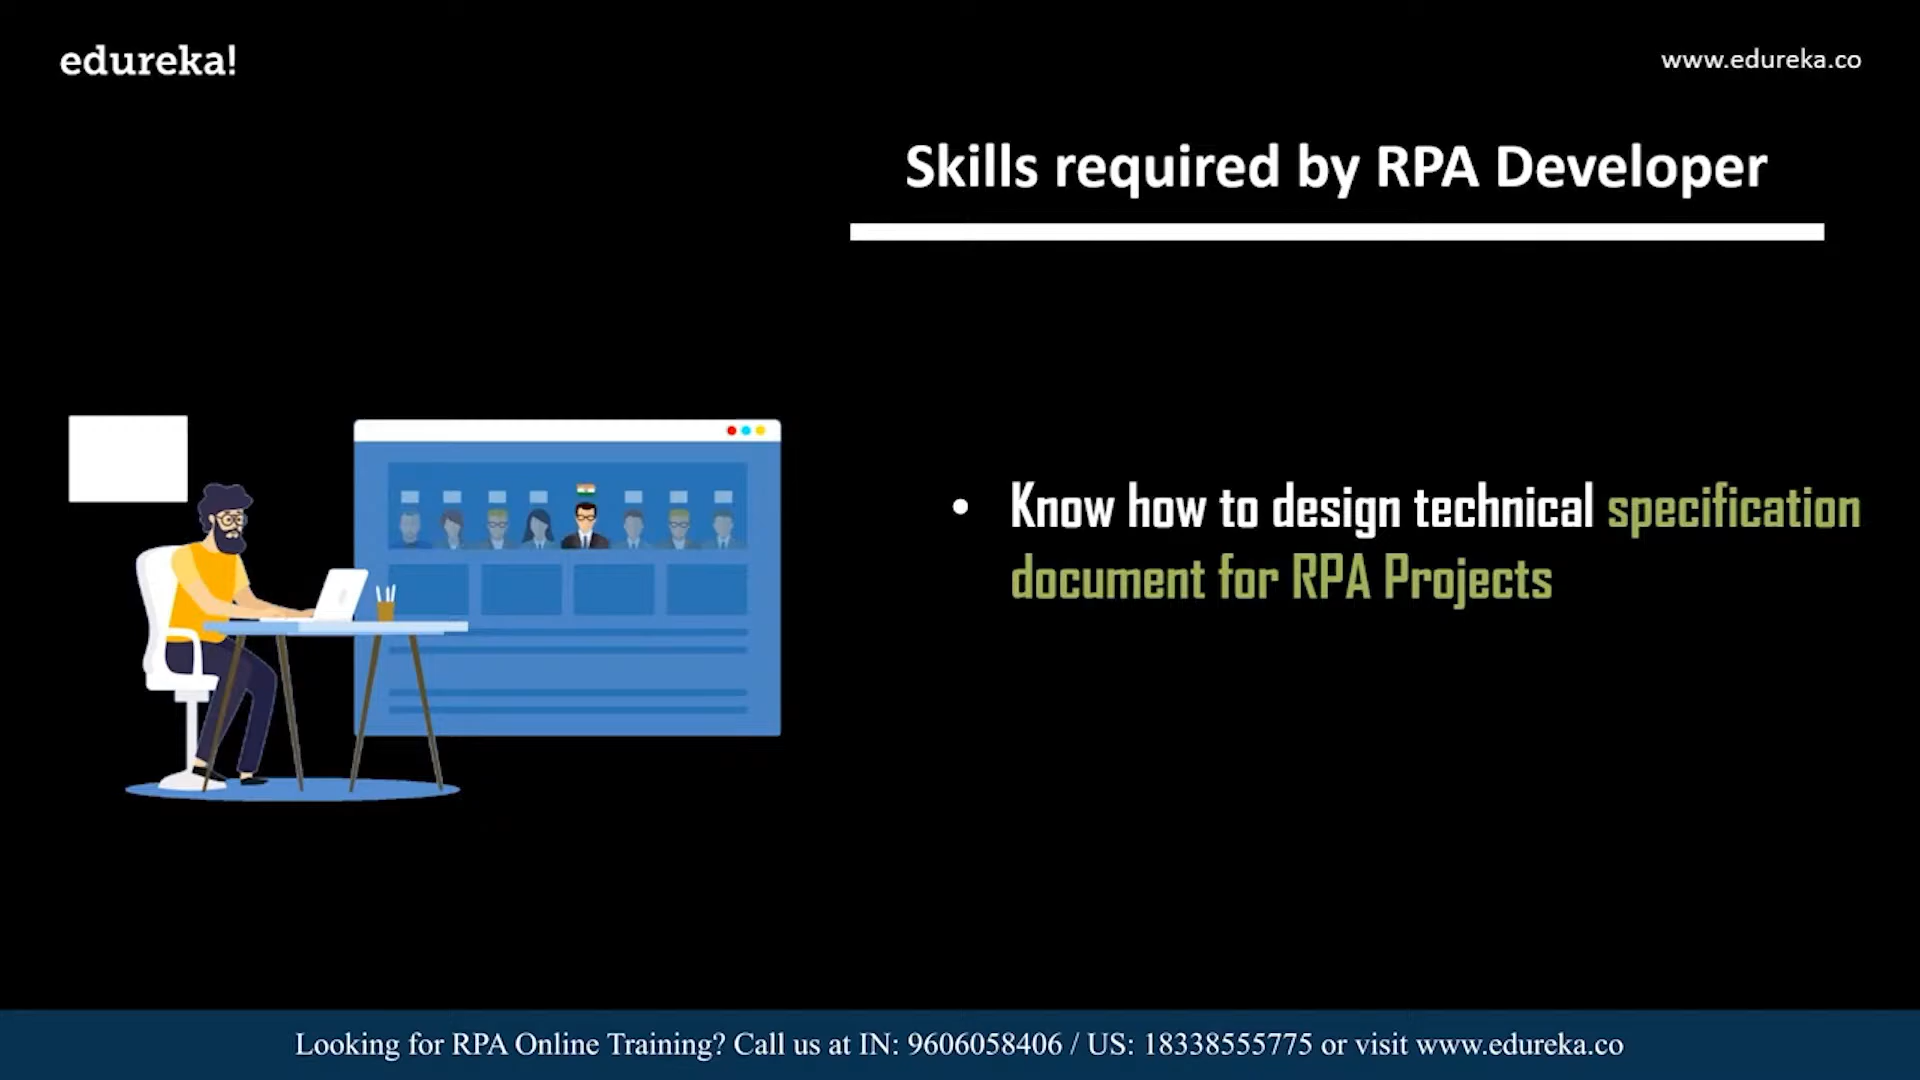 edureka!
www.edureka.co
Skills required by RPA Developer
• Know how to design technical specification
document for RPA Projects
Looking for RPA Online Training? Call us at IN: 9606058406 / US: 18338555775 or visit www.edureka.co